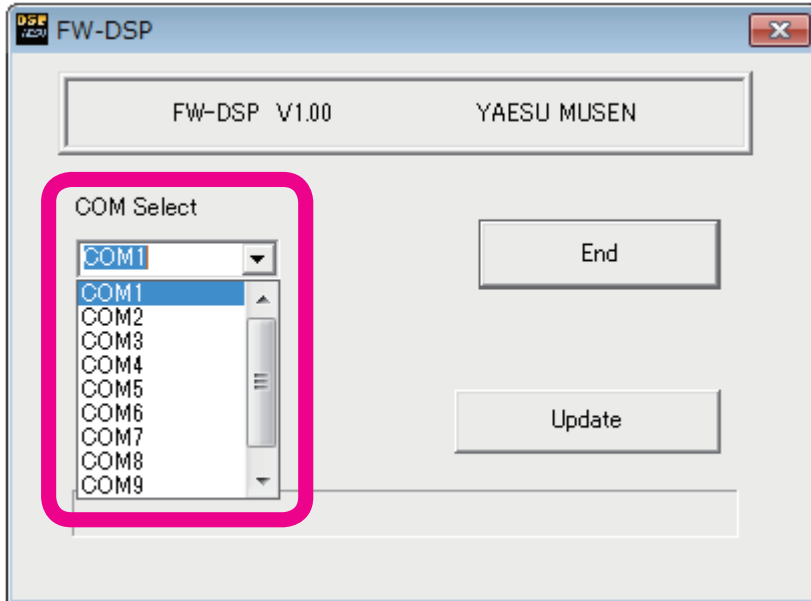 DSP
FW-DSP
FW-DSP V1.00 YAESU MUSEN
COM Select
COM1
End
COM1
COM2
COM3
COM4
COM5
COM6
COM7
COM8
COM9
Update